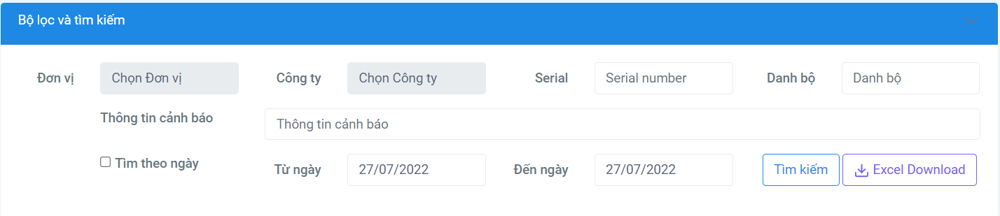 Bộ lọc và tìm kiếm
Đơn vị Chọn Đơn vị Công ty Chọn Công ty Serial Serial number Danh bộ Danh bộ
Thông tin cảnh báo Thông tin cảnh báo
Tìm theo ngày Từ ngày 27/07/2022 Đến ngày 27/07/2022 Tìm kiếm Excel Download